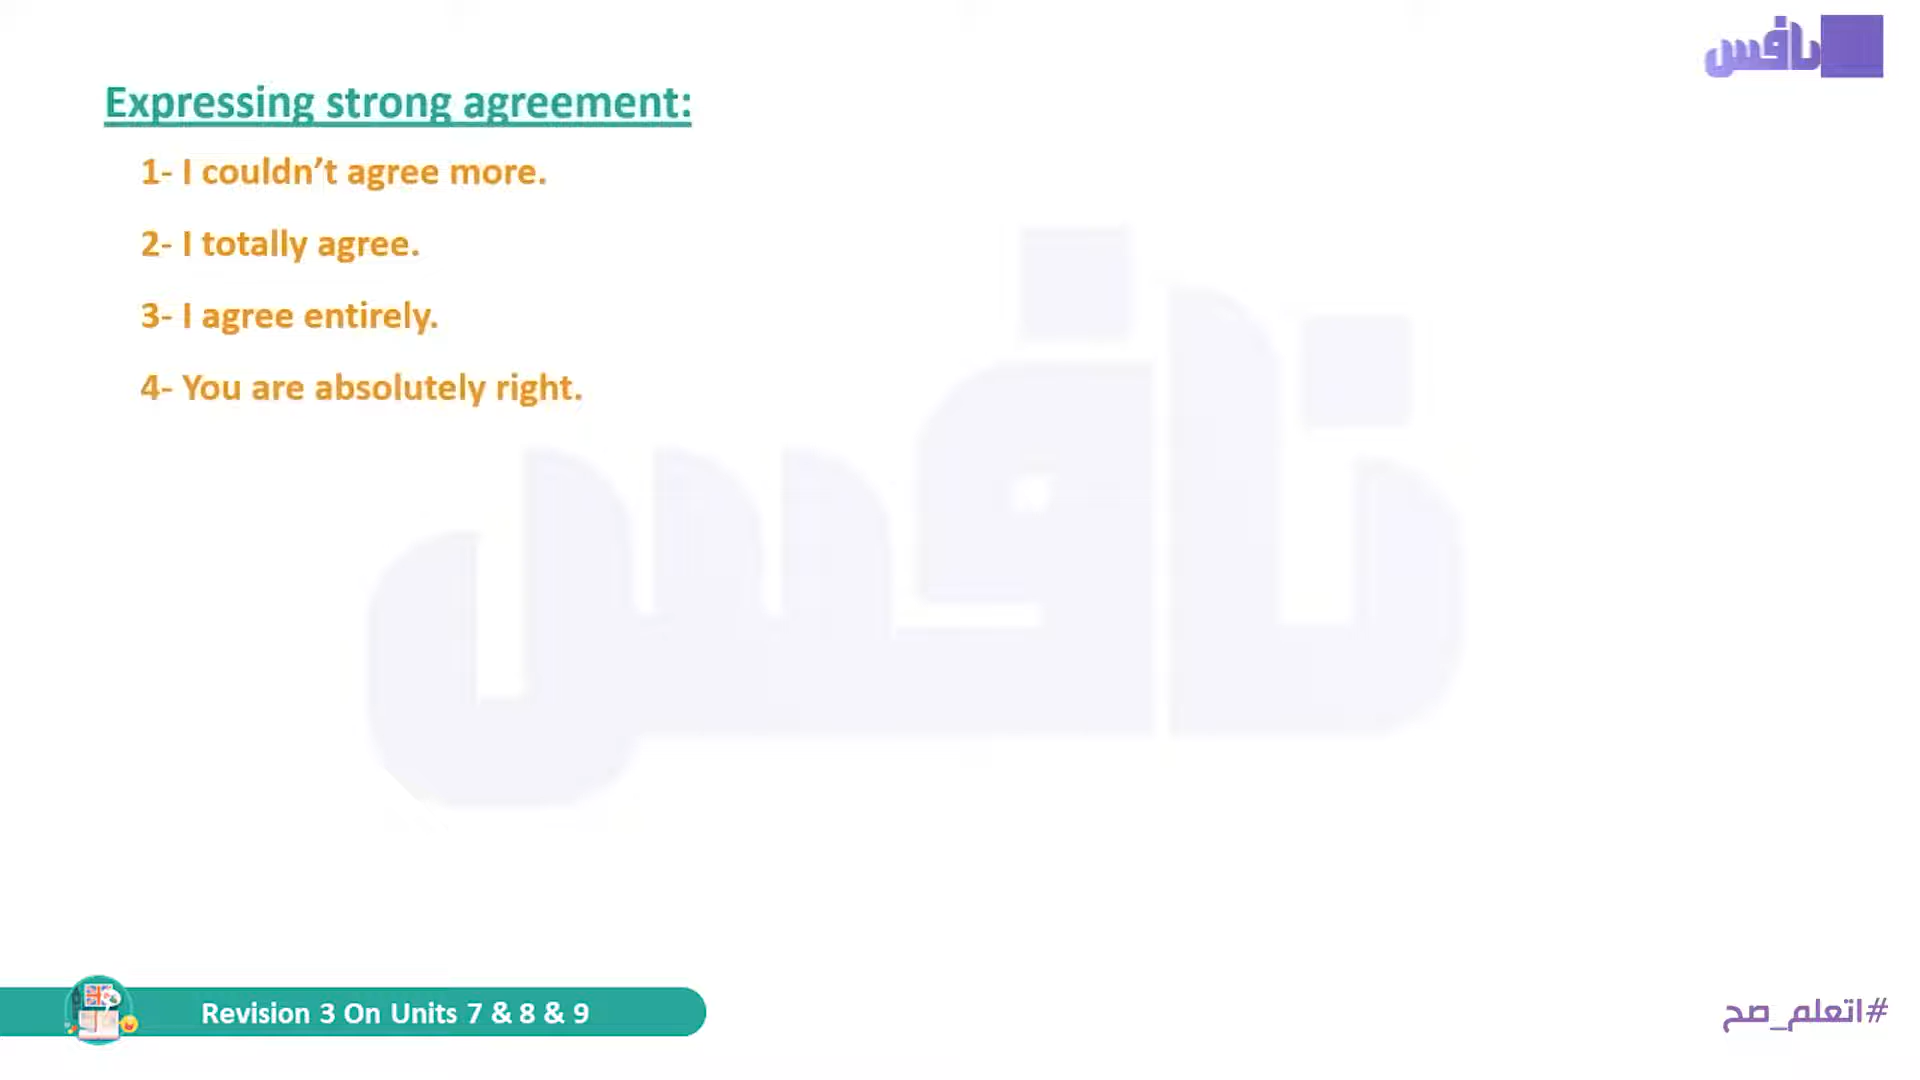 نافس
Expressing strong agreement:
1- I couldn’t agree more.
2- I totally agree.
3- I agree entirely.
4- You are absolutely right.
نافس
Revision 3 On Units 7 & 8 & 9
#اتعلم_صح